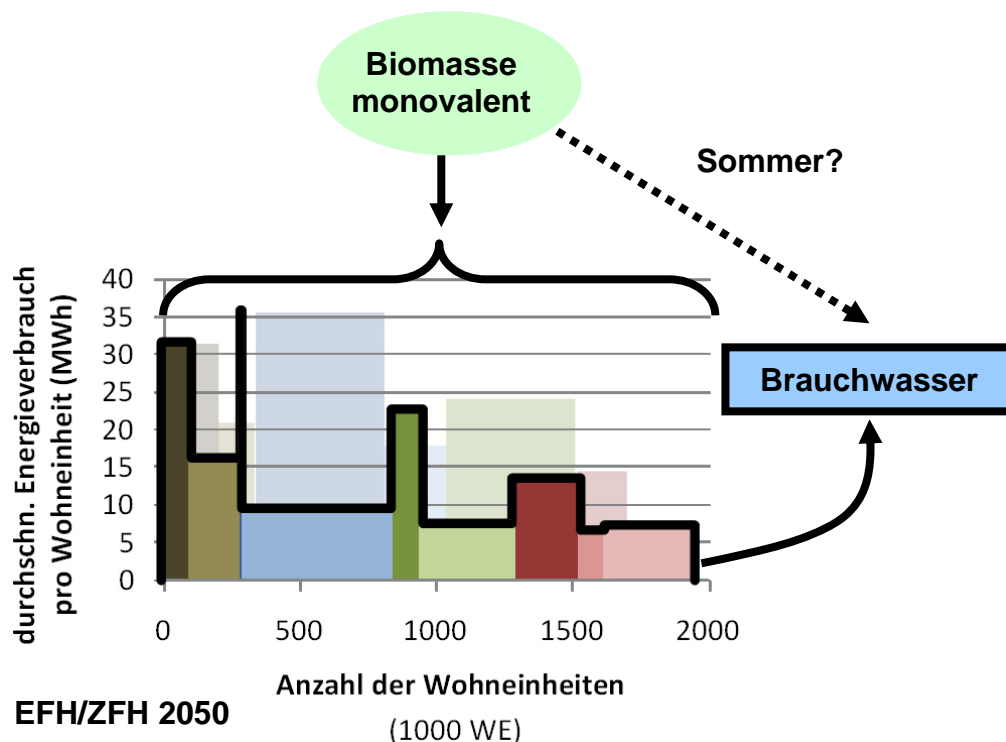 Biomasse
monovalent
Sommer?
durchschn. Energieverbrauch
pro Wohneinheit (MWh)
40
35
30
25
20
15
10
5
0
Brauchwasser
0 500 1000 1500 2000
Anzahl der Wohneinheiten
(1000 WE)
EFH/ZFH 2050